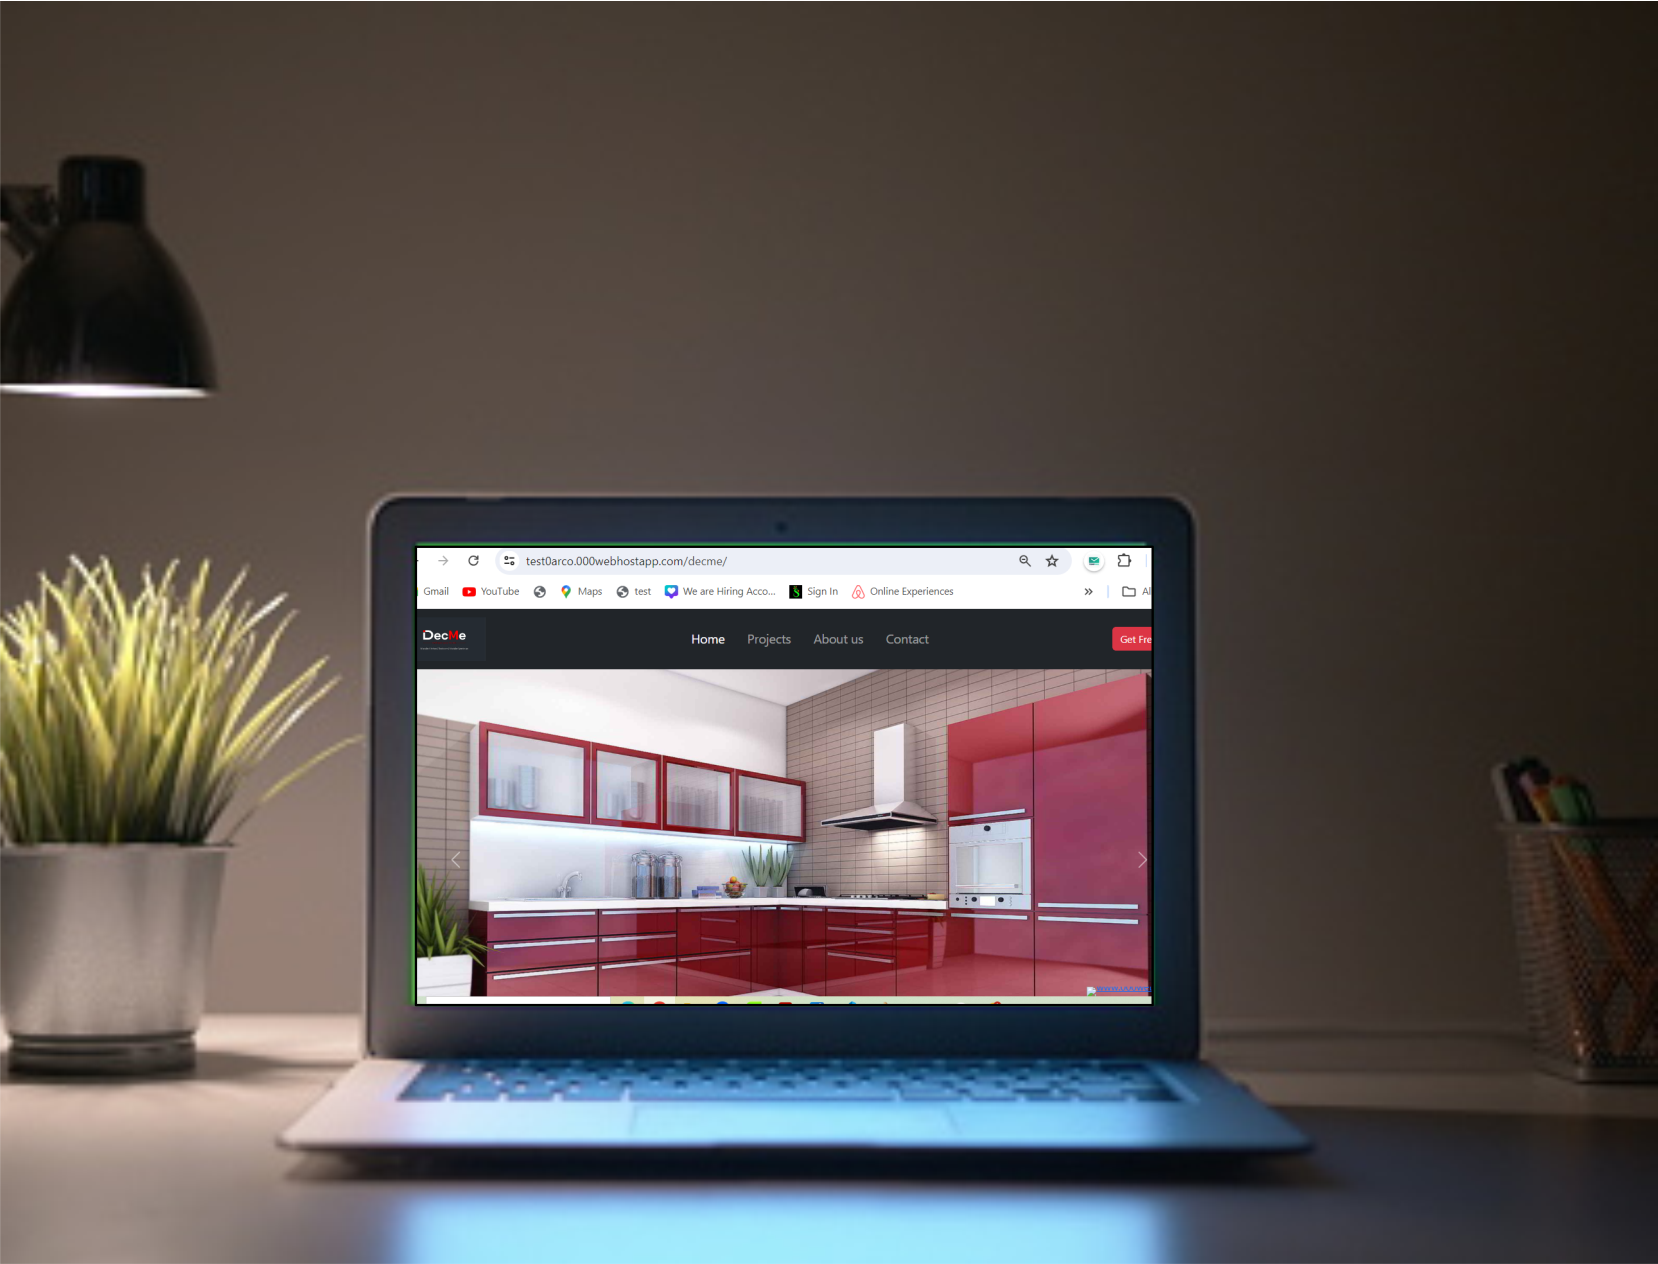 test0arco.000webhostapp.com/decme/
Gmail YouTube Maps test We are Hiring Acco... Sign In Online Experiences » Al
DecMe
Home Projects About us Contact Get Fre